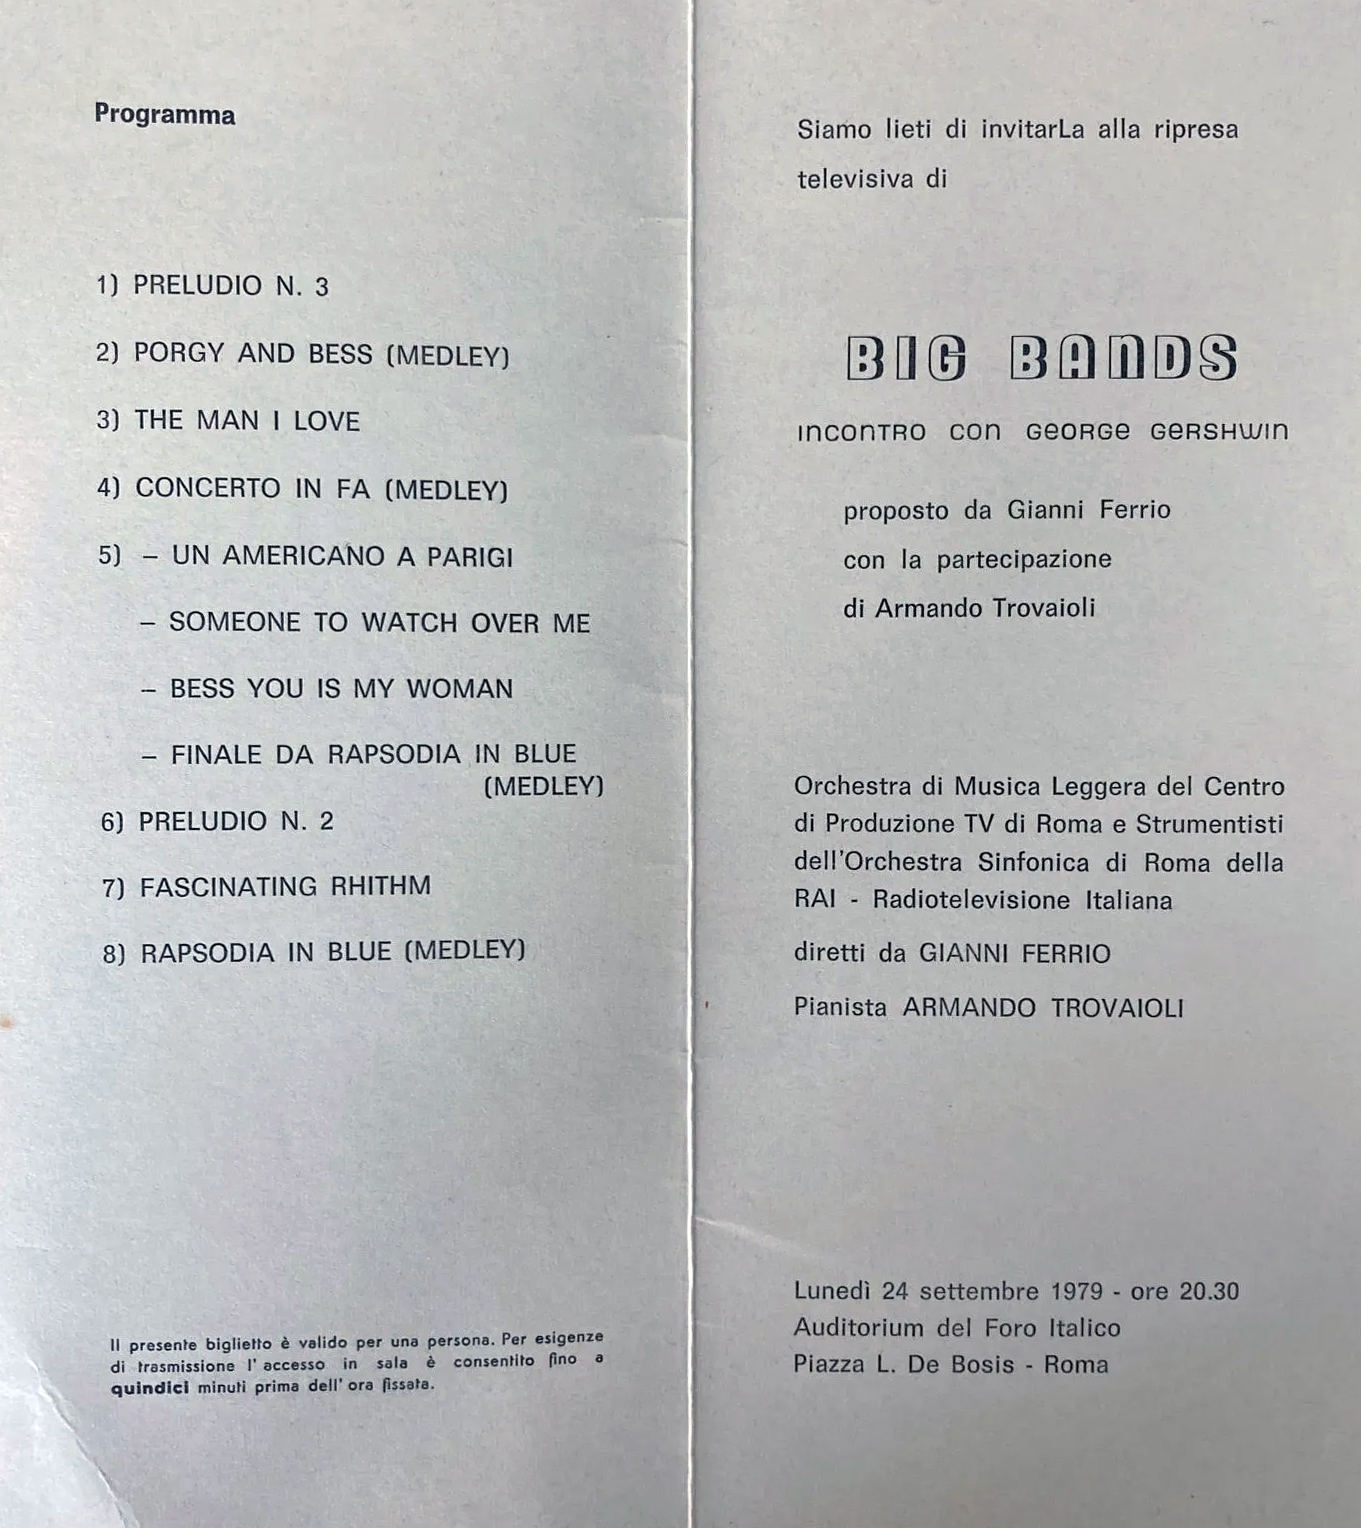 Programma
1) PRELUDIO N. 3
2) PORGY AND BESS (MEDLEY)
3) THE MAN I LOVE
4) CONCERTO IN FA (MEDLEY)
5) – UN AMERICANO A PARIGI
– SOMEONE TO WATCH OVER ME
– BESS YOU IS MY WOMAN
– FINALE DA RAPSODIA IN BLUE
(MEDLEY)
6) PRELUDIO N. 2
7) FASCINATING RHITHM
8) RAPSODIA IN BLUE (MEDLEY)
Il presente biglietto è valido per una persona. Per esigenze
di trasmissione l' accesso in sala è consentito fino a
quindici minuti prima dell' ora fissata.
Siamo lieti di invitarLa alla ripresa
televisiva di
BIG BANDS
INCONTRO CON GEORGE GERSHWIN
proposto da Gianni Ferrio
con la partecipazione
di Armando Trovaioli
Orchestra di Musica Leggera del Centro
di Produzione TV di Roma e Strumentisti
dell'Orchestra Sinfonica di Roma della
RAI - Radiotelevisione Italiana
diretti da GIANNI FERRIO
Pianista ARMANDO TROVAIOLI
Lunedì 24 settembre 1979 - ore 20.30
Auditorium del Foro Italico
Piazza L. De Bosis - Roma